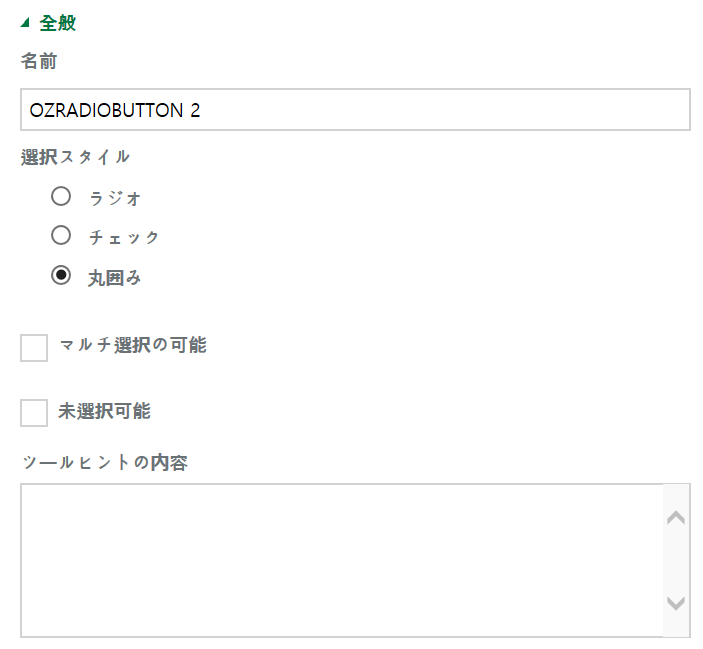 全般
名前
OZRADIOBUTTON 2
選択スタイル
ラジオ
チェック
丸囲み
マルチ選択の可能
未選択可能
ツールヒントの内容